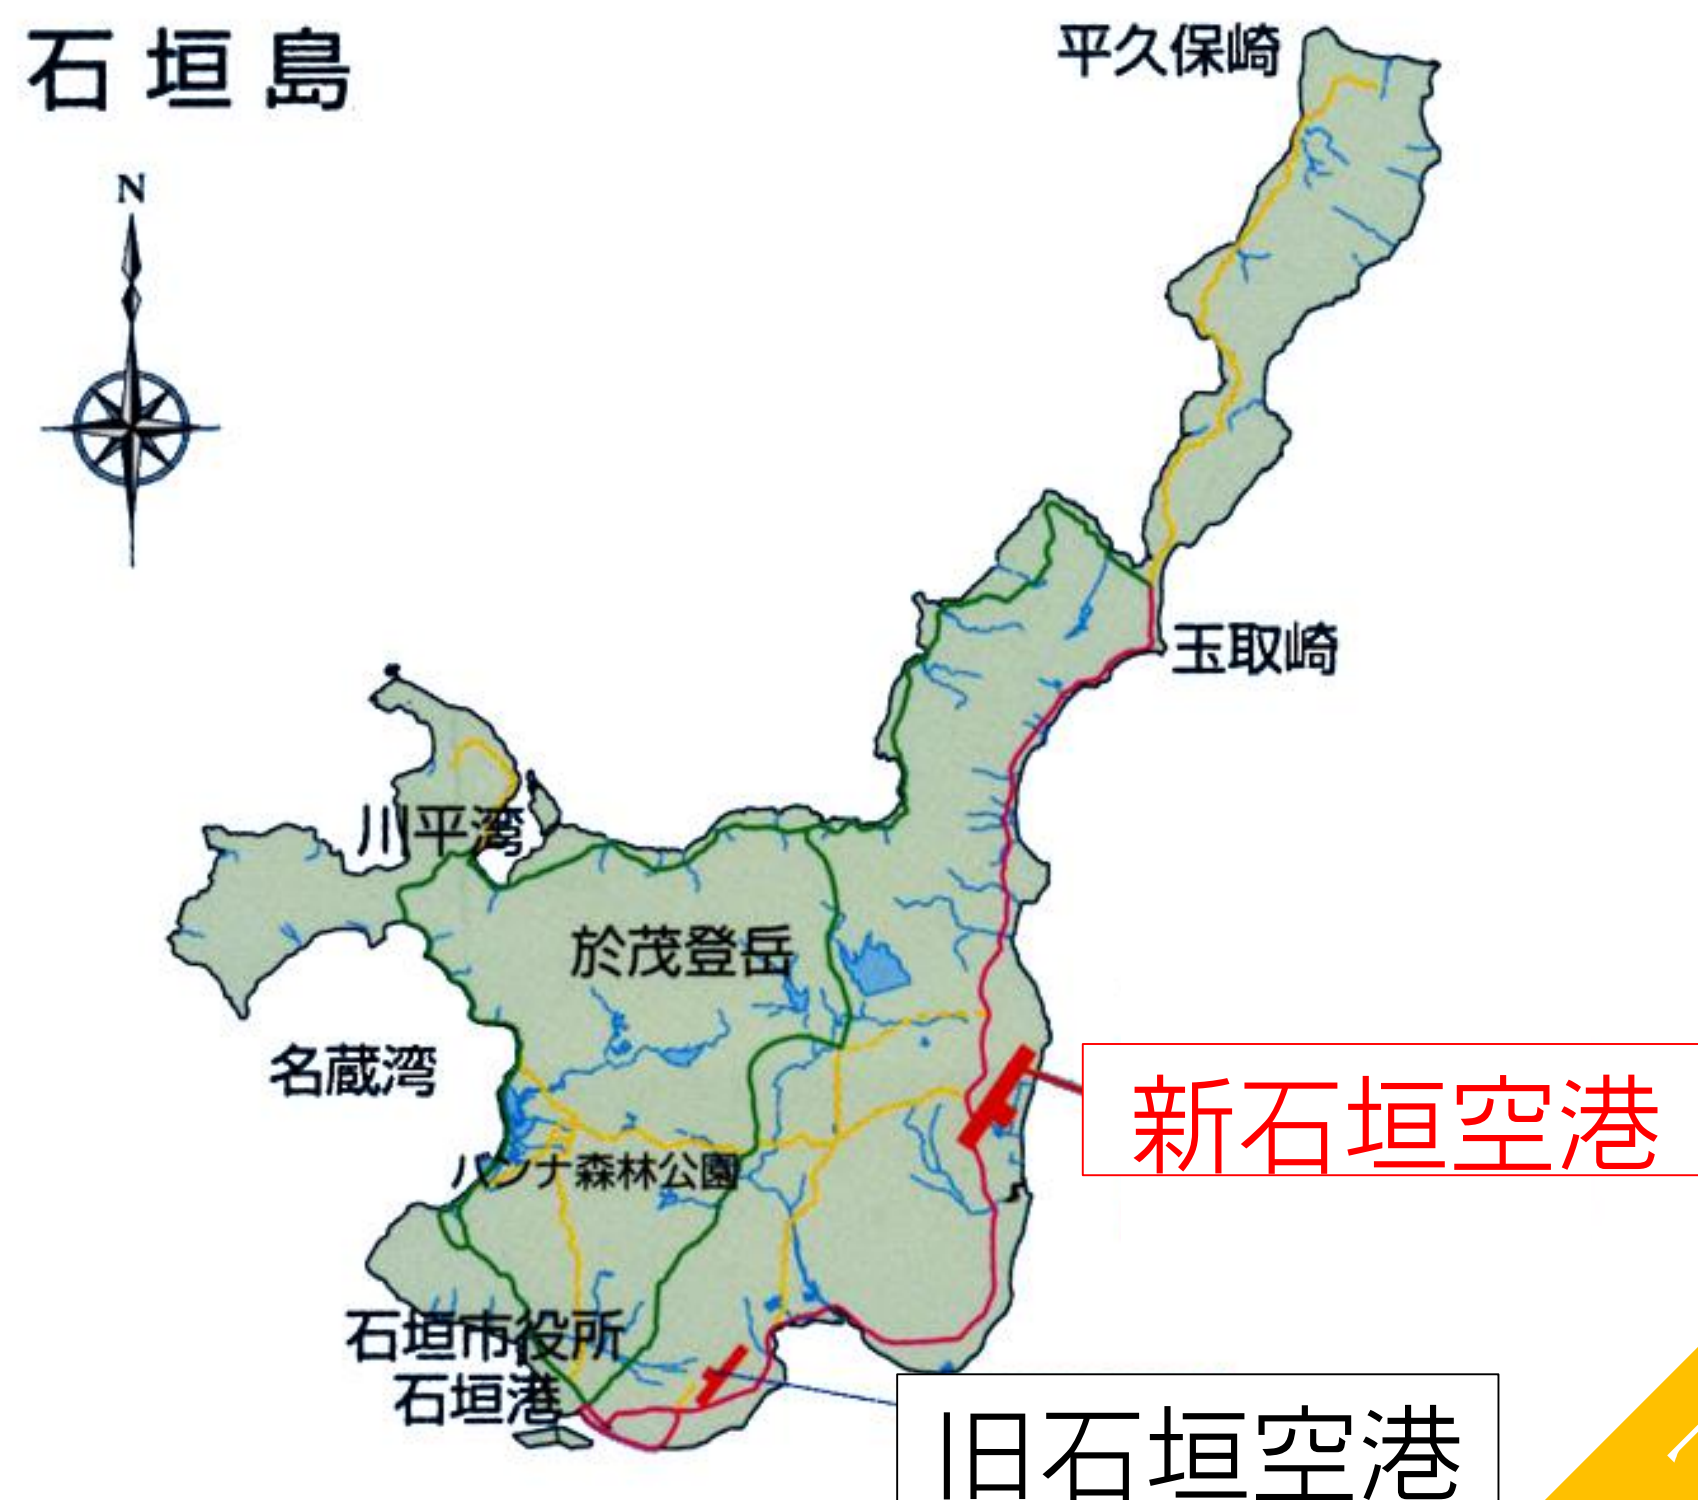 石垣島
平久保崎
N
玉取崎
川平湾
於茂登岳
名蔵湾
新石垣空港
バンナ森林公園
石垣市役所
石垣港
旧石垣空港